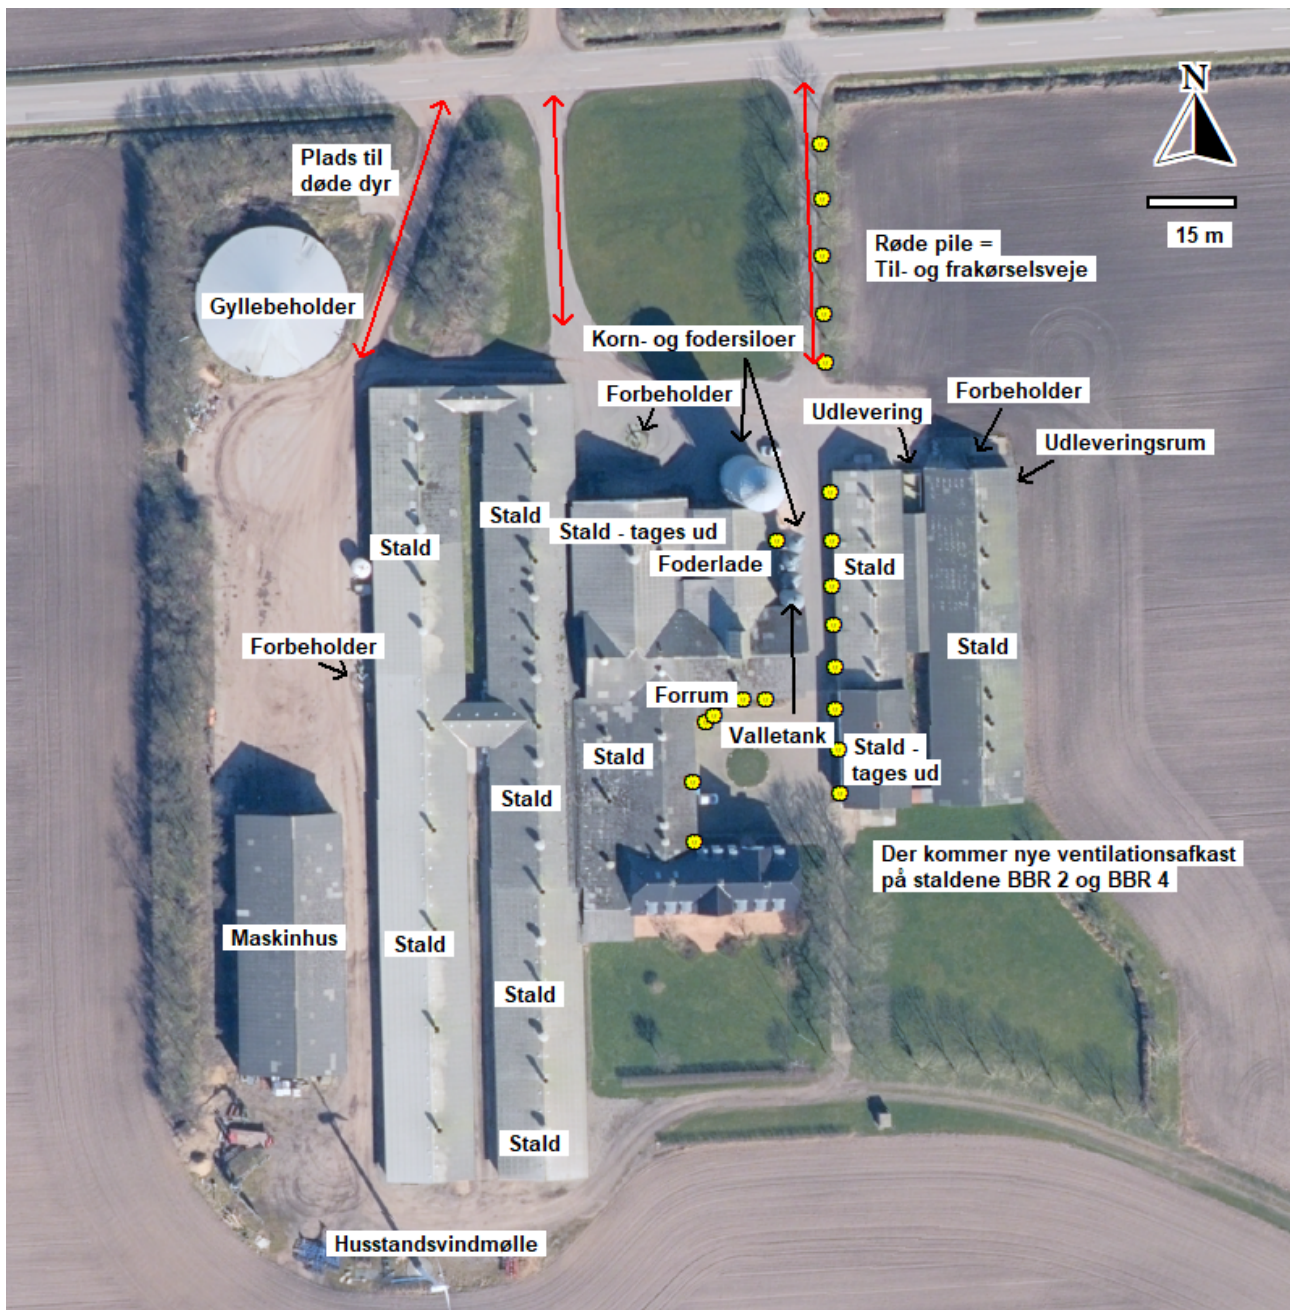 N
15 m
Plads til
døde dyr
Røde pile =
Til- og frakørselsveje
Gyllebeholder
Korn- og fodersiloer
Forbeholder
Udlevering
Forbeholder
Udleveringsrum
Stald
Stald
Stald - tages ud
Foderlade
Stald
Forbeholder
Stald
Forrum
Valletank
Stald
Stald -
tages ud
Stald
Der kommer nye ventilationsafkast
på staldene BBR 2 og BBR 4
Maskinhus
Stald
Stald
Stald
Husstandsvindmølle